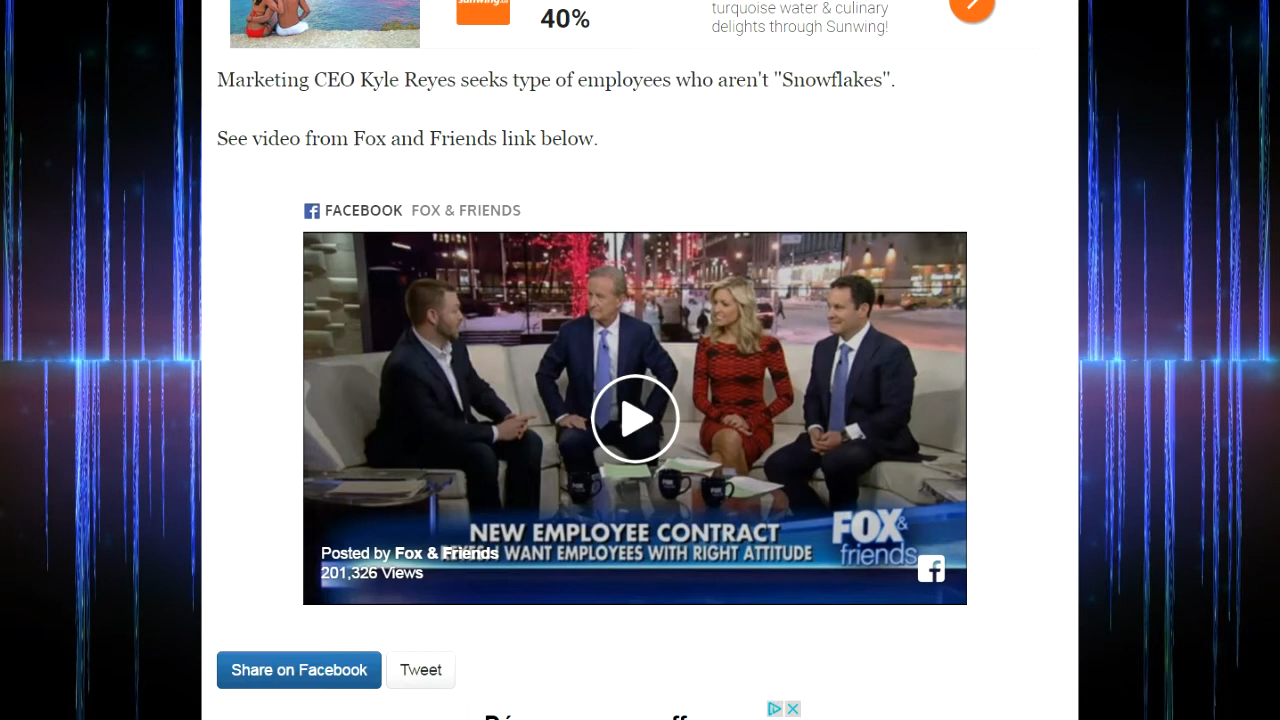 sunwing.ca
40%
turquoise water & culinary
delights through Sunwing!
Marketing CEO Kyle Reyes seeks type of employees who aren't "Snowflakes".
See video from Fox and Friends link below.
FACEBOOK FOX & FRIENDS
NEW EMPLOYEE CONTRACT
I WANT EMPLOYEES WITH RIGHT ATTITUDE
FOX &
friends
Posted by Fox & Friends
201,326 Views
Share on Facebook
Tweet